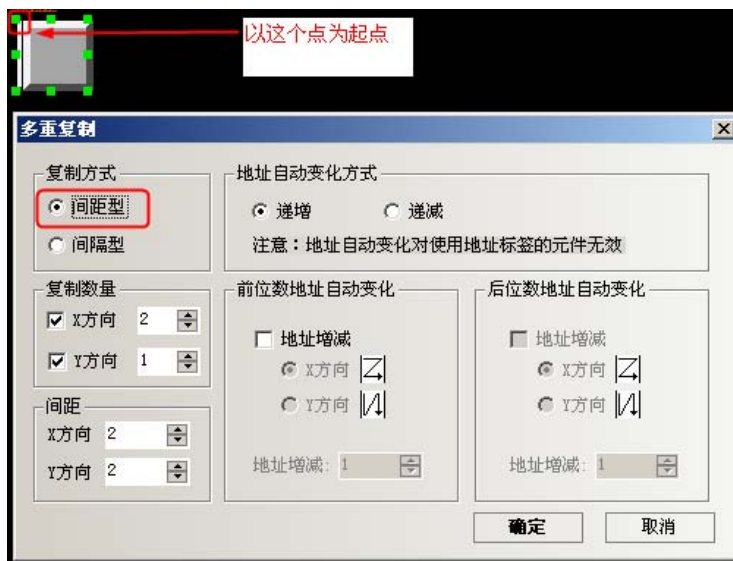 以这个点为起点
多重复制
复制方式
间距型
间隔型
地址自动变化方式
递增 递减
注意：地址自动变化对使用地址标签的元件无效
复制数量
X方向 2
Y方向 1
间距
X方向 2
Y方向 2
前位数地址自动变化
地址增减
X方向
Y方向
地址增减: 1
后位数地址自动变化
地址增减
X方向
Y方向
地址增减: 1
确定 取消